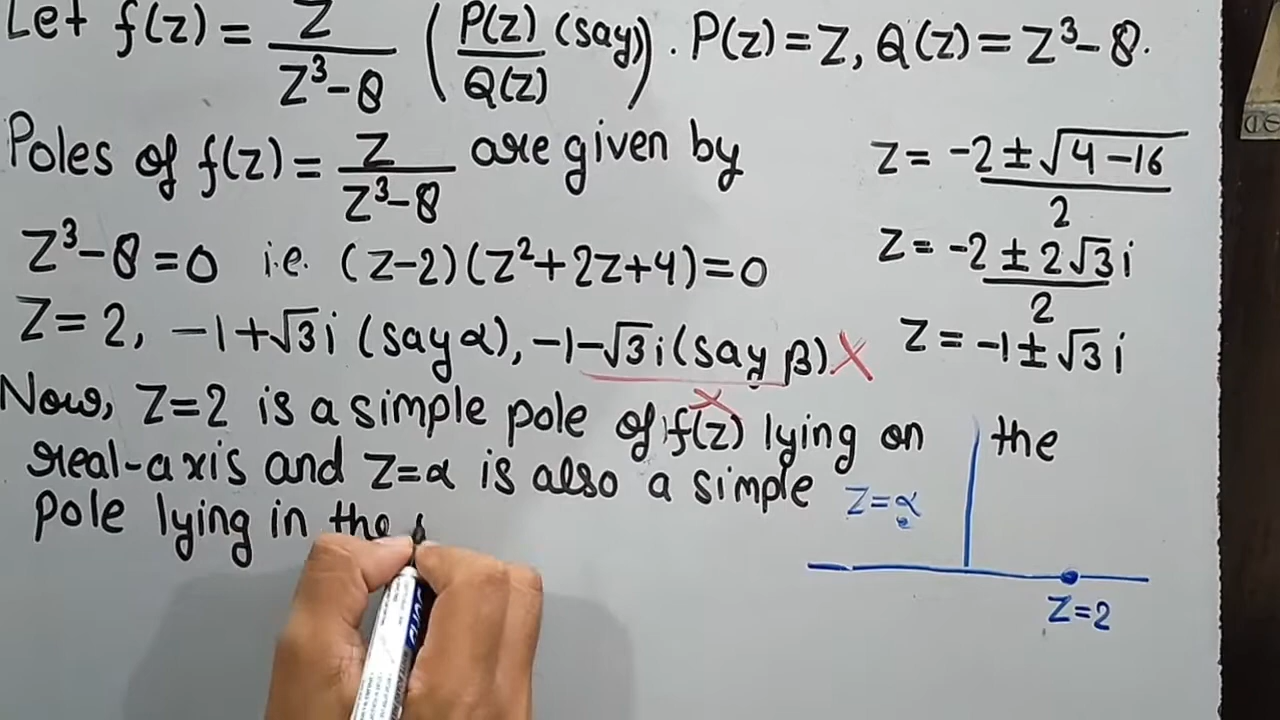 Let f(z) = z/(z³-8) (P(z)/Q(z) (say)). P(z) = z, Q(z) = z³-8.
Poles of f(z) = z/(z³-8) are given by
z³-8=0 i.e. (z-2)(z²+2z+4)=0
z=2, -1+√3i (say α), -1-√3i (say β) X
X
Now, z=2 is a simple pole of f(z) lying on the
real-axis and z=α is also a simple
pole lying in the
z = (-2±√(4-16))/2
z = (-2±2√3i)/2
z = -1±√3i
z=α
z=2